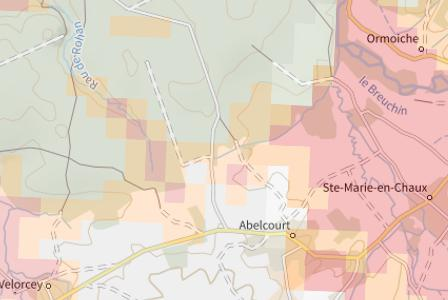 Ormoiche
Rau de Rohan
le Breuchin
Ste-Marie-en-Chaux
Abelcourt
Velorcey